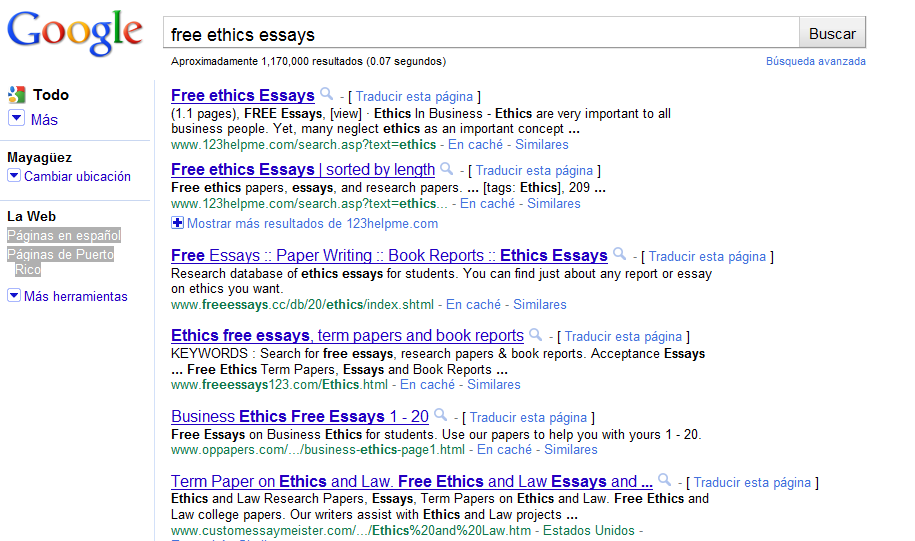 Google
free ethics essays
Buscar
Aproximadamente 1,170,000 resultados (0.07 segundos)
Búsqueda avanzada
Todo
Más
Mayagüez
Cambiar ubicación
La Web
Páginas en español
Páginas de Puerto
Rico
Más herramientas
Free ethics Essays - [ Traducir esta página ]
(1.1 pages), FREE Essays, [view] · Ethics In Business - Ethics are very important to all
business people. Yet, many neglect ethics as an important concept ...
www.123helpme.com/search.asp?text=ethics - En caché - Similares
Free ethics Essays | sorted by length - [ Traducir esta página ]
Free ethics papers, essays, and research papers. ... [tags: Ethics], 209 ...
www.123helpme.com/search.asp?text=ethics... - En caché - Similares
Mostrar más resultados de 123helpme.com
Free Essays :: Paper Writing :: Book Reports :: Ethics Essays - [ Traducir esta página ]
Research database of ethics essays for students. You can find just about any report or essay
on ethics you want.
www.freeessays.cc/db/20/ethics/index.shtml - En caché - Similares
Ethics free essays, term papers and book reports - [ Traducir esta página ]
KEYWORDS : Search for free essays, research papers & book reports. Acceptance Essays
... Free Ethics Term Papers, Essays and Book Reports ...
www.freeessays123.com/Ethics.html - En caché - Similares
Business Ethics Free Essays 1 - 20 - [ Traducir esta página ]
Free Essays on Business Ethics for students. Use our papers to help you with yours 1 - 20.
www.oppapers.com/.../business-ethics-page1.html - En caché - Similares
Term Paper on Ethics and Law. Free Ethics and Law Essays and ... - [ Traducir esta página ]
Ethics and Law Research Papers, Essays, Term Papers on Ethics and Law. Free Ethics and
Law college papers. Our writers assist with Ethics and Law projects ...
www.customessaymeister.com/.../Ethics%20and%20Law.htm - Estados Unidos -